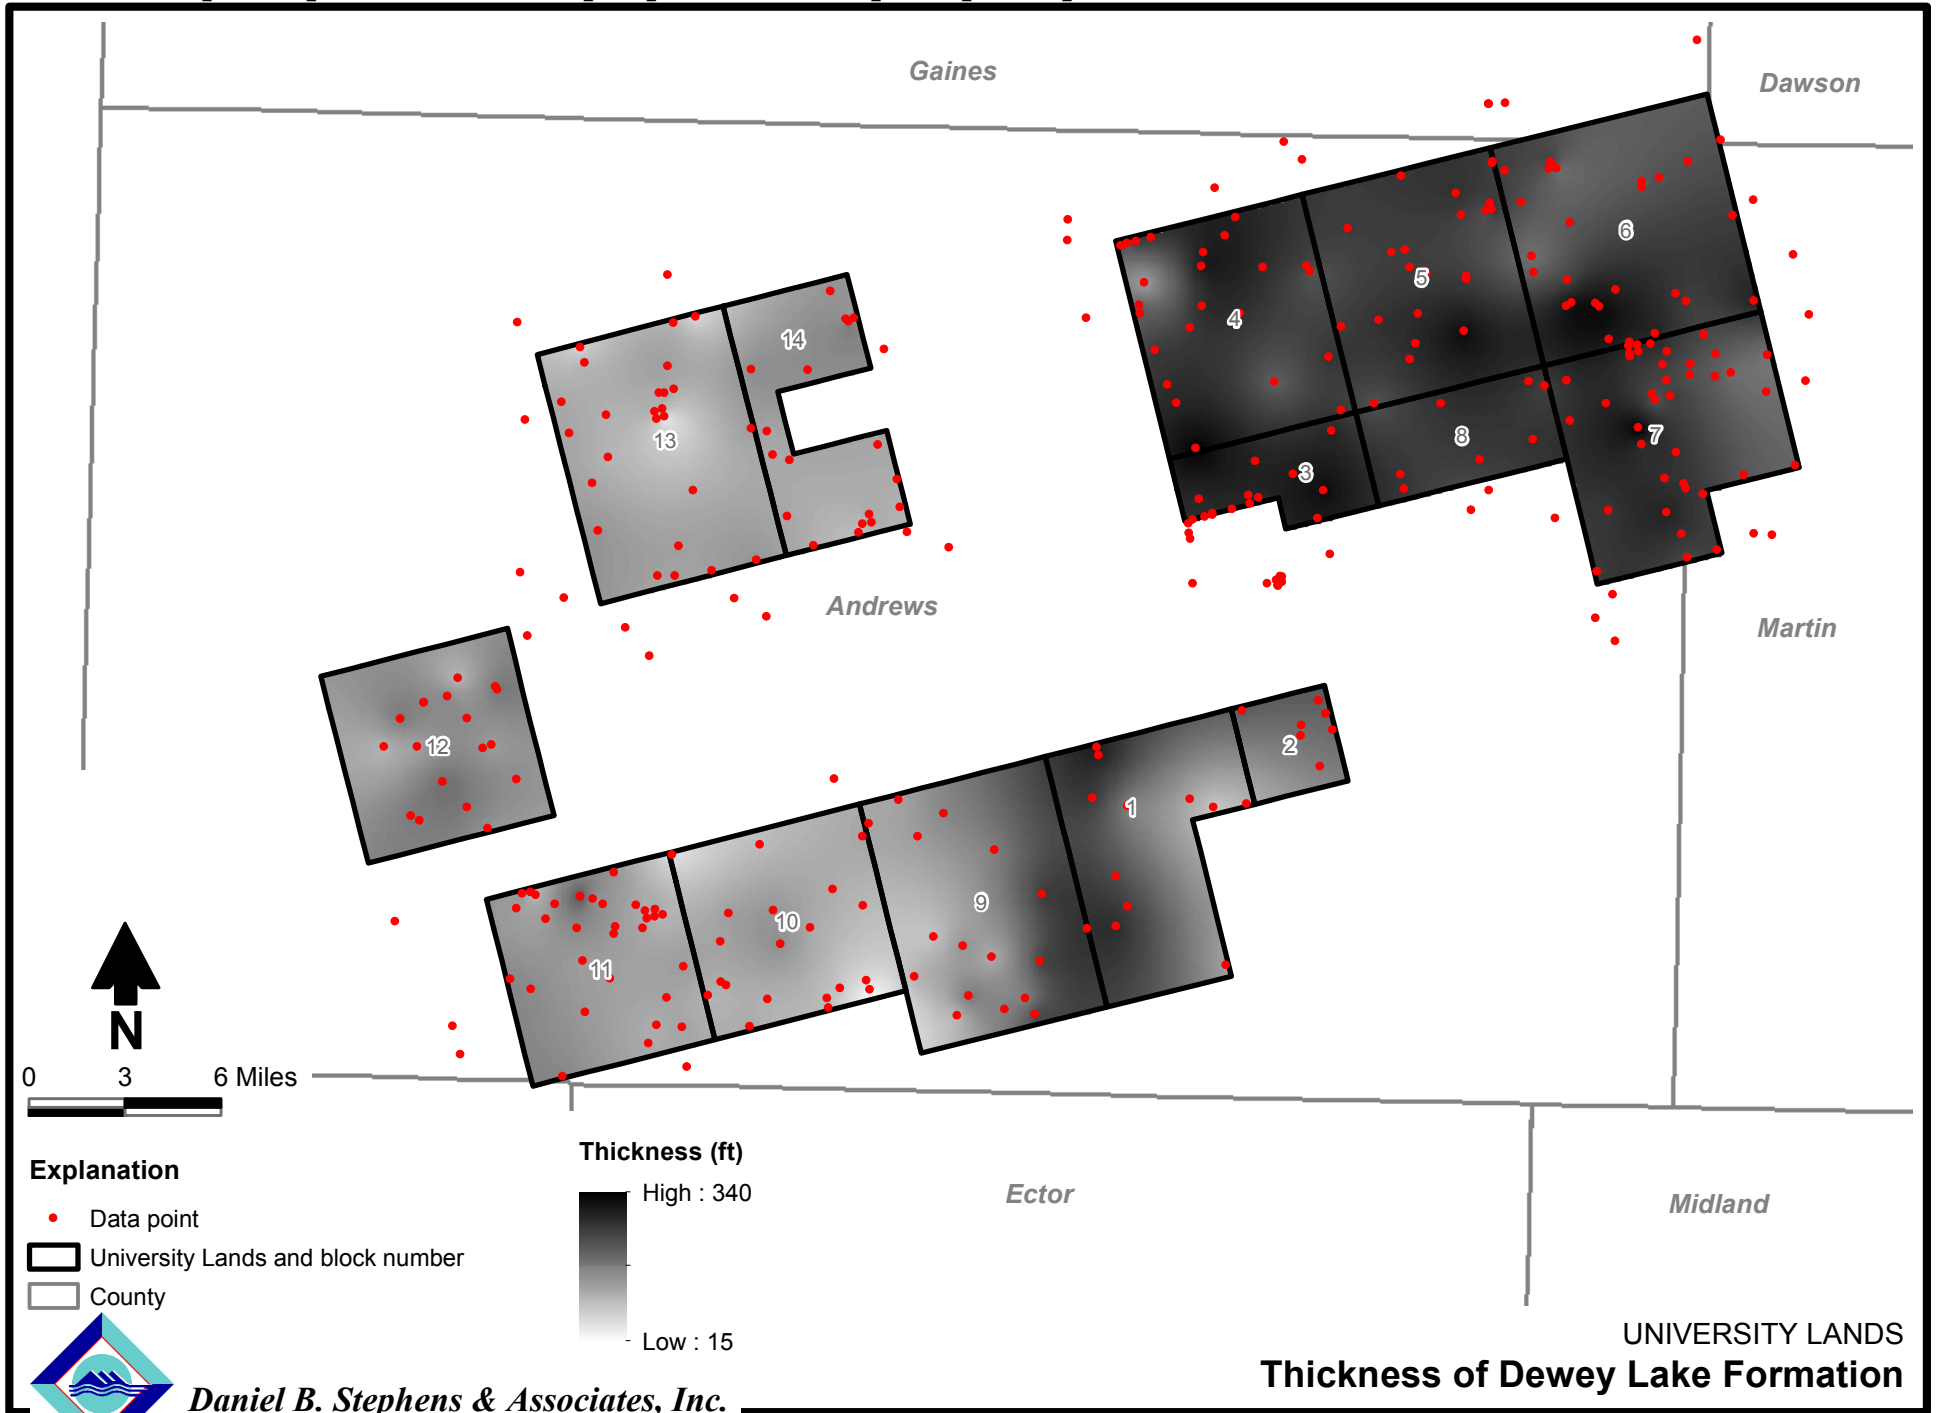 Gaines
Dawson
6
5
4
14
13
8
7
3
Andrews
Martin
12
2
1
9
10
11
N
0 3 6 Miles
Thickness (ft)
High : 340
Low : 15
Explanation
Data point
University Lands and block number
County
Ector
Midland
UNIVERSITY LANDS
Thickness of Dewey Lake Formation
Daniel B. Stephens & Associates, Inc.